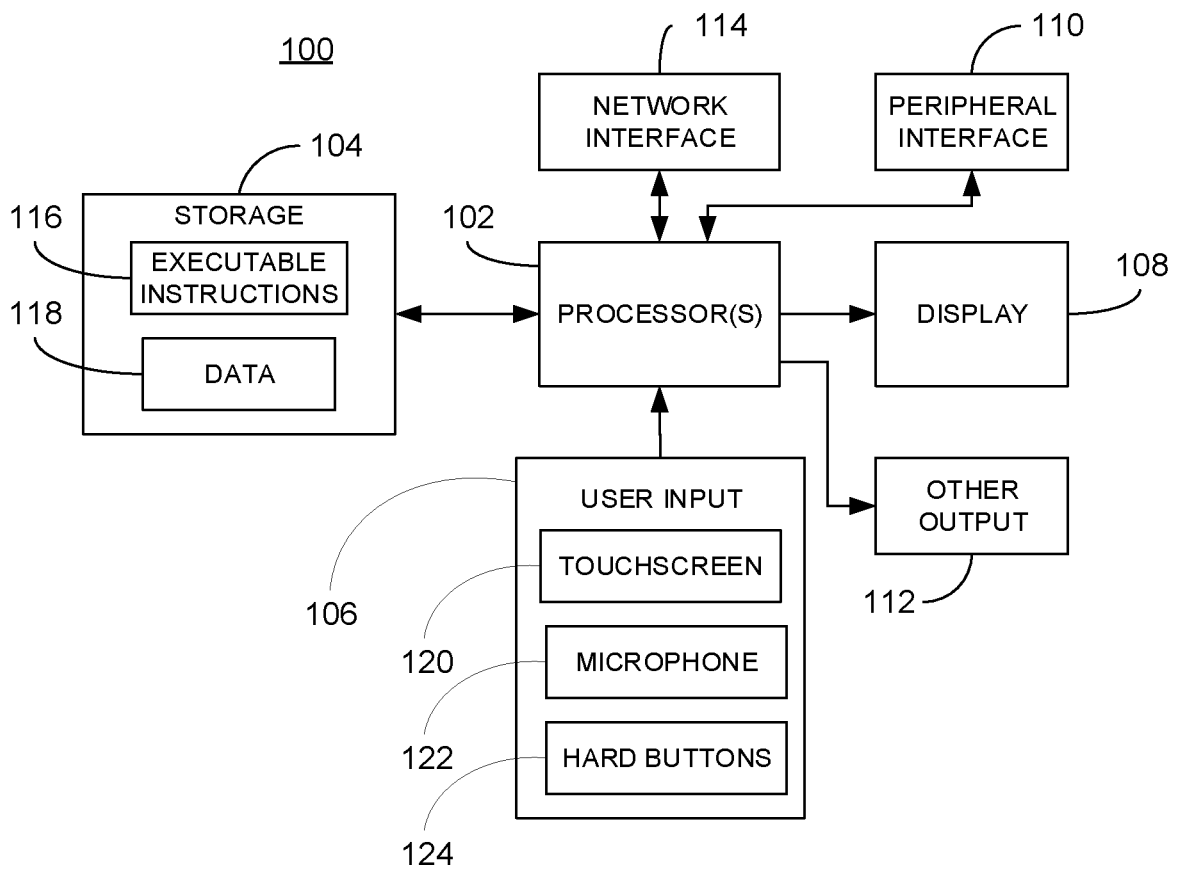 100
114
110
NETWORK
INTERFACE
PERIPHERAL
INTERFACE
104
STORAGE
116
EXECUTABLE
INSTRUCTIONS
118
DATA
102
PROCESSOR(S)
DISPLAY
108
USER INPUT
106
TOUCHSCREEN
120
MICROPHONE
122
HARD BUTTONS
124
OTHER
OUTPUT
112